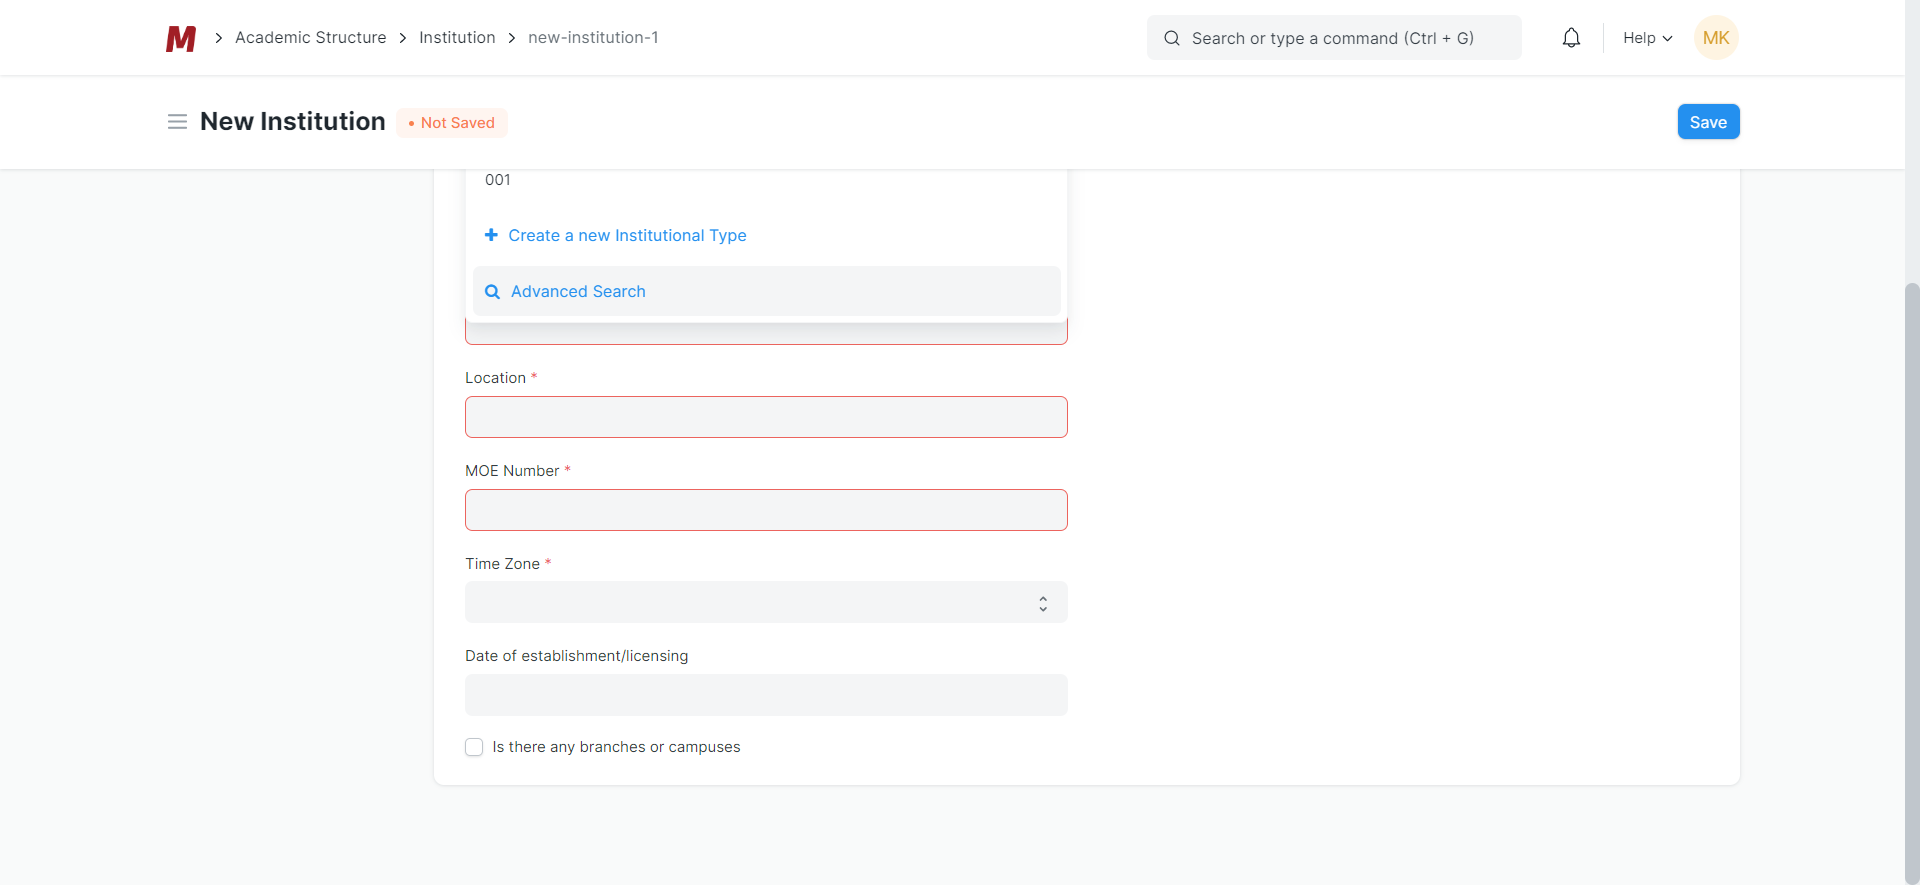 M
Academic Structure
Institution
new-institution-1
Search or type a command (Ctrl + G)
Help
MK
New Institution
Not Saved
Save
001
Create a new Institutional Type
Advanced Search
Location *
MOE Number *
Time Zone *
Date of establishment/licensing
Is there any branches or campuses